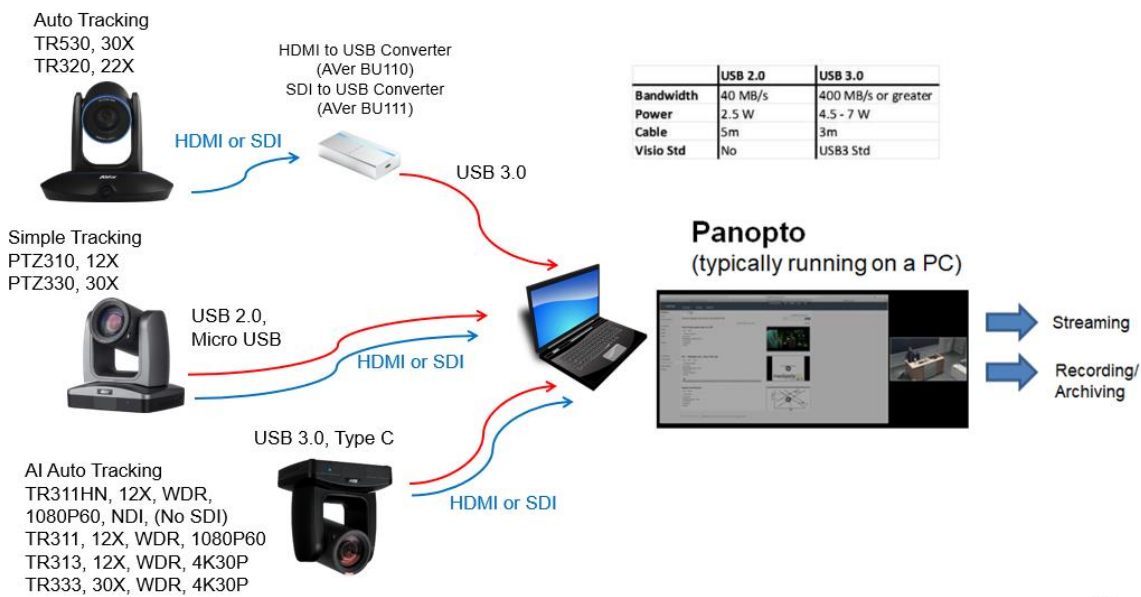 Auto Tracking
TR530, 30X
TR320, 22X
HDMI to USB Converter
(AVer BU110)
SDI to USB Converter
(AVer BU111)
HDMI or SDI
USB 3.0
USB 2.0 USB 3.0
Bandwidth 40 MB/s 400 MB/s or greater
Power 2.5 W 4.5 - 7 W
Cable 5m 3m
Visio Std No USB3 Std
Simple Tracking
PTZ310, 12X
PTZ330, 30X
USB 2.0,
Micro USB
HDMI or SDI
Panopto
(typically running on a PC)
Streaming
Recording/
Archiving
USB 3.0, Type C
HDMI or SDI
AI Auto Tracking
TR311HN, 12X, WDR,
1080P60, NDI, (No SDI)
TR311, 12X, WDR, 1080P60
TR313, 12X, WDR, 4K30P
TR333, 30X, WDR, 4K30P